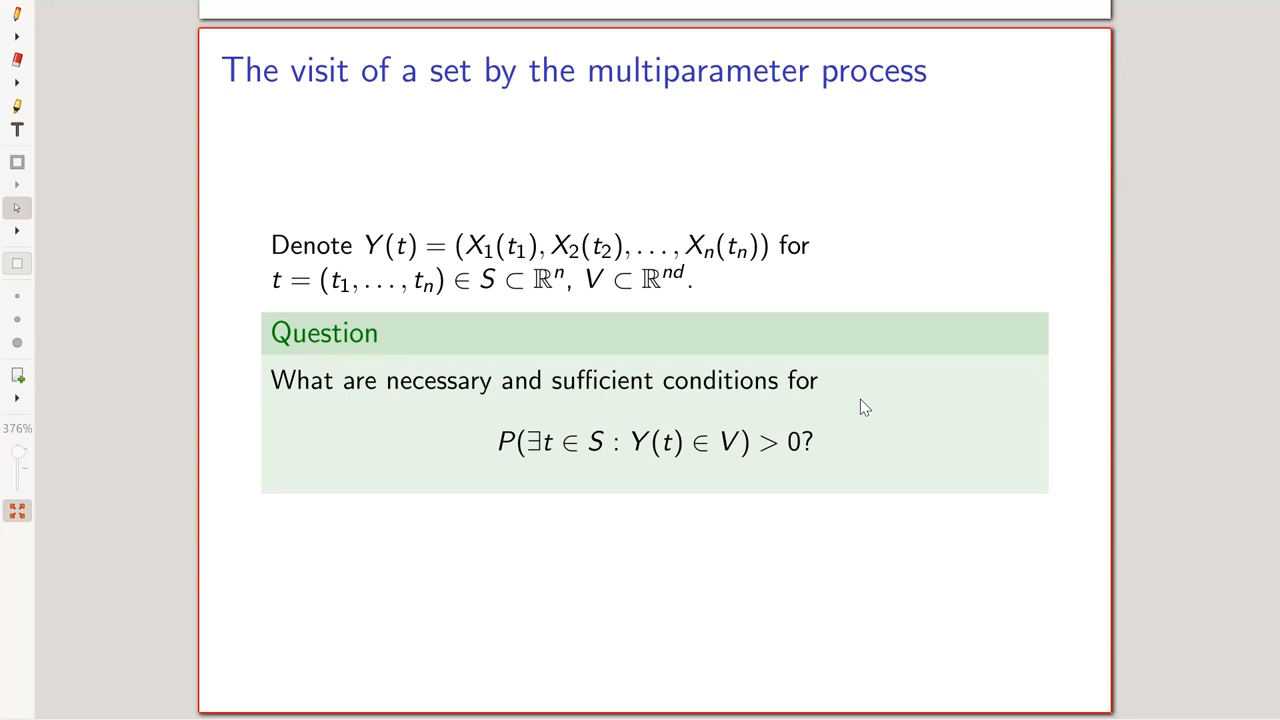 The visit of a set by the multiparameter process
Denote Y(t) = (X₁(t₁), X₂(t₂), . . . , Xₙ(tₙ)) for
t = (t₁, . . . , tₙ) ∈ S ⊂ ℝⁿ, V ⊂ ℝⁿᵈ.
Question
What are necessary and sufficient conditions for
P(∃t ∈ S : Y(t) ∈ V) > 0?
376%
T